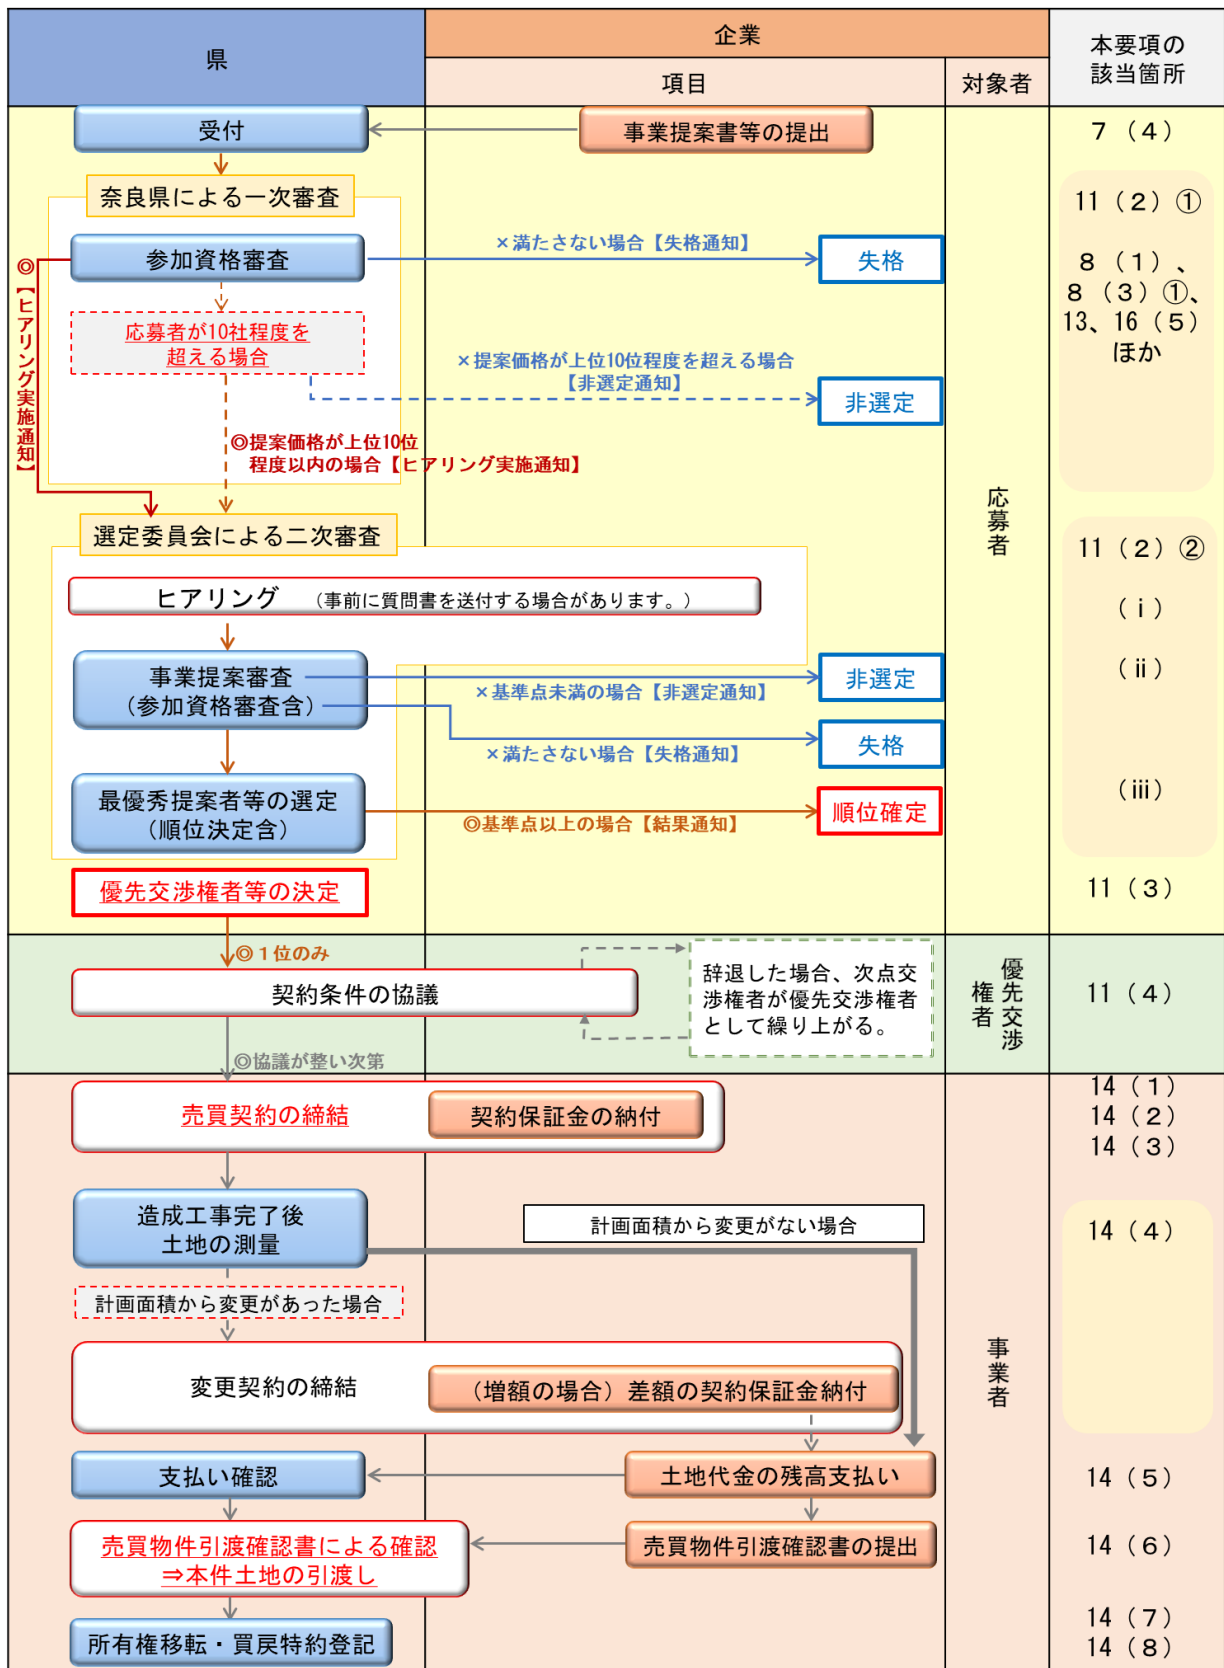 県
企業
項目
対象者
本要項の
該当箇所
受付
事業提案書等の提出
7（4）
奈良県による一次審査
11（2）①
参加資格審査
×満たさない場合【失格通知】
失格
8（1）、
8（3）①、
13、16（5）
ほか
◎【ヒアリング実施通知】
応募者が10社程度を
超える場合
×提案価格が上位10位程度を超える場合
【非選定通知】
非選定
◎提案価格が上位10位
程度以内の場合【ヒアリング実施通知】
応募者
選定委員会による二次審査
11（2）②
ヒアリング　（事前に質問書を送付する場合があります。）
（ⅰ）
事業提案審査
（参加資格審査含）
×基準点未満の場合【非選定通知】
非選定
（ⅱ）
×満たさない場合【失格通知】
失格
最優秀提案者等の選定
（順位決定含）
◎基準点以上の場合【結果通知】
順位確定
（ⅲ）
優先交渉権者等の決定
11（3）
◎１位のみ
契約条件の協議
辞退した場合、次点交
渉権者が優先交渉権者
として繰り上がる。
優先交渉
権者
11（4）
◎協議が整い次第
売買契約の締結
契約保証金の納付
14（1）
14（2）
14（3）
造成工事完了後
土地の測量
計画面積から変更がない場合
14（4）
計画面積から変更があった場合
変更契約の締結
（増額の場合）差額の契約保証金納付
事業者
支払い確認
土地代金の残高支払い
14（5）
売買物件引渡確認書による確認
⇒本件土地の引渡し
売買物件引渡確認書の提出
14（6）
所有権移転・買戻特約登記
14（7）
14（8）